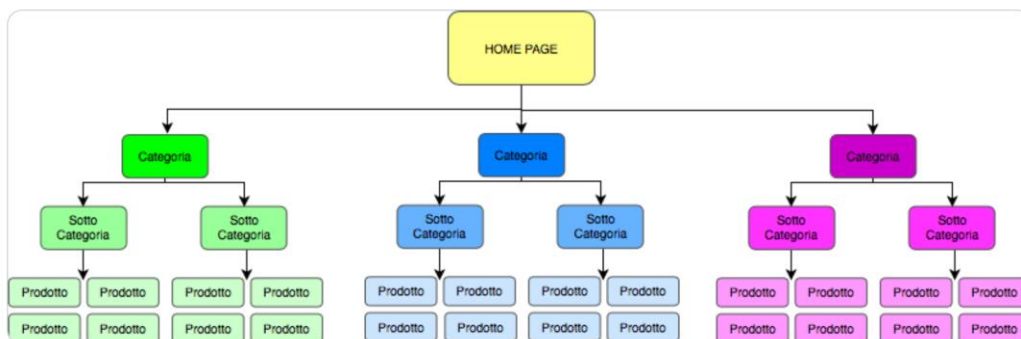 HOME PAGE
Categoria Categoria Categoria
Sotto Categoria Sotto Categoria Sotto Categoria Sotto Categoria Sotto Categoria Sotto Categoria
Prodotto Prodotto Prodotto Prodotto Prodotto Prodotto Prodotto Prodotto Prodotto Prodotto Prodotto Prodotto
Prodotto Prodotto Prodotto Prodotto Prodotto Prodotto Prodotto Prodotto Prodotto Prodotto Prodotto Prodotto